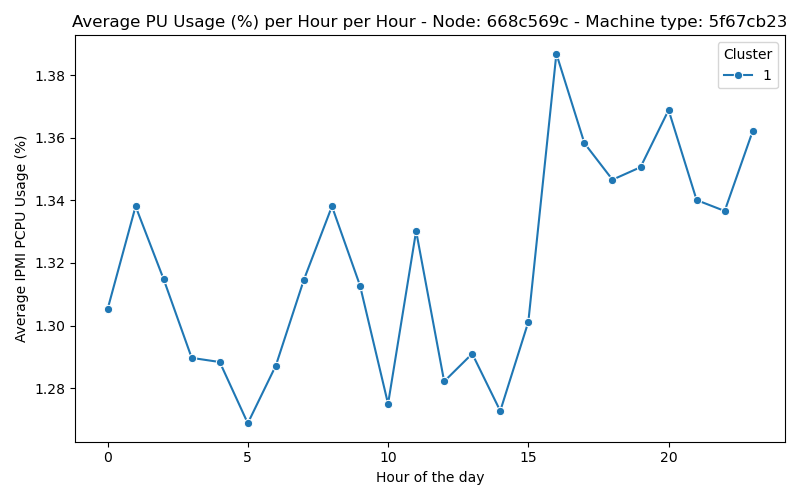 Average PU Usage (%) per Hour per Hour - Node: 668c569c - Machine type: 5f67cb23
Cluster
1
Average IPMI PCPU Usage (%)
1.38
1.36
1.34
1.32
1.30
1.28
0 5 10 15 20
Hour of the day